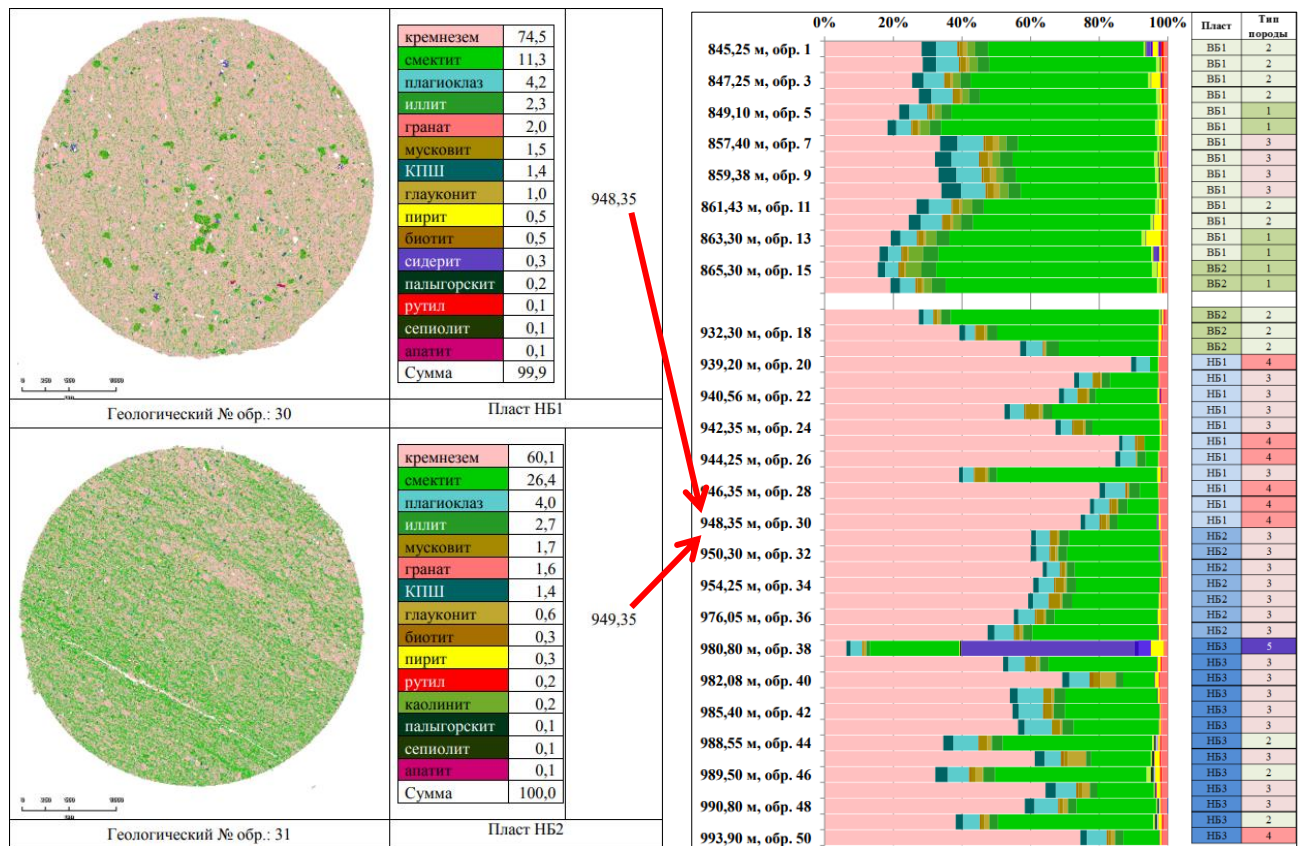 кремнезем 74,5
смектит 11,3
плагиоклаз 4,2
иллит 2,3
гранат 2,0
мусковит 1,5
КПШ 1,4
глауконит 1,0
пирит 0,5
биотит 0,5
сидерит 0,3
палыгорскит 0,2
рутил 0,1
сепиолит 0,1
апатит 0,1
Сумма 99,9
948,35
Геологический № обр.: 30
Пласт НБ1
кремнезем 60,1
смектит 26,4
плагиоклаз 4,0
иллит 2,7
мусковит 1,7
гранат 1,6
КПШ 1,4
глауконит 0,6
биотит 0,3
пирит 0,3
рутил 0,2
каолинит 0,2
палыгорскит 0,1
сепиолит 0,1
апатит 0,1
Сумма 100,0
949,35
Геологический № обр.: 31
Пласт НБ2
0% 20% 40% 60% 80% 100%
Пласт Тип породы
845,25 м, обр. 1 ВБ1 2
ВБ1 2
847,25 м, обр. 3 ВБ1 2
ВБ1 2
849,10 м, обр. 5 ВБ1 1
ВБ1 1
857,40 м, обр. 7 ВБ1 3
ВБ1 3
859,38 м, обр. 9 ВБ1 3
ВБ1 3
861,43 м, обр. 11 ВБ1 2
ВБ1 2
863,30 м, обр. 13 ВБ1 1
ВБ1 1
865,30 м, обр. 15 ВБ2 1
ВБ2 1
ВБ2 2
932,30 м, обр. 18 ВБ2 2
ВБ2 2
939,20 м, обр. 20 НБ1 4
НБ1 3
940,56 м, обр. 22 НБ1 3
НБ1 3
942,35 м, обр. 24 НБ1 3
НБ1 4
944,25 м, обр. 26 НБ1 4
НБ1 3
946,35 м, обр. 28 НБ1 4
НБ1 4
948,35 м, обр. 30 НБ1 4
НБ2 3
950,30 м, обр. 32 НБ2 3
НБ2 3
954,25 м, обр. 34 НБ2 3
НБ2 3
976,05 м, обр. 36 НБ2 3
НБ2 3
980,80 м, обр. 38 НБ3 5
НБ3 3
982,08 м, обр. 40 НБ3 3
НБ3 3
985,40 м, обр. 42 НБ3 3
НБ3 3
988,55 м, обр. 44 НБ3 2
НБ3 3
989,50 м, обр. 46 НБ3 2
НБ3 3
990,80 м, обр. 48 НБ3 3
НБ3 2
993,90 м, обр. 50 НБ3 4